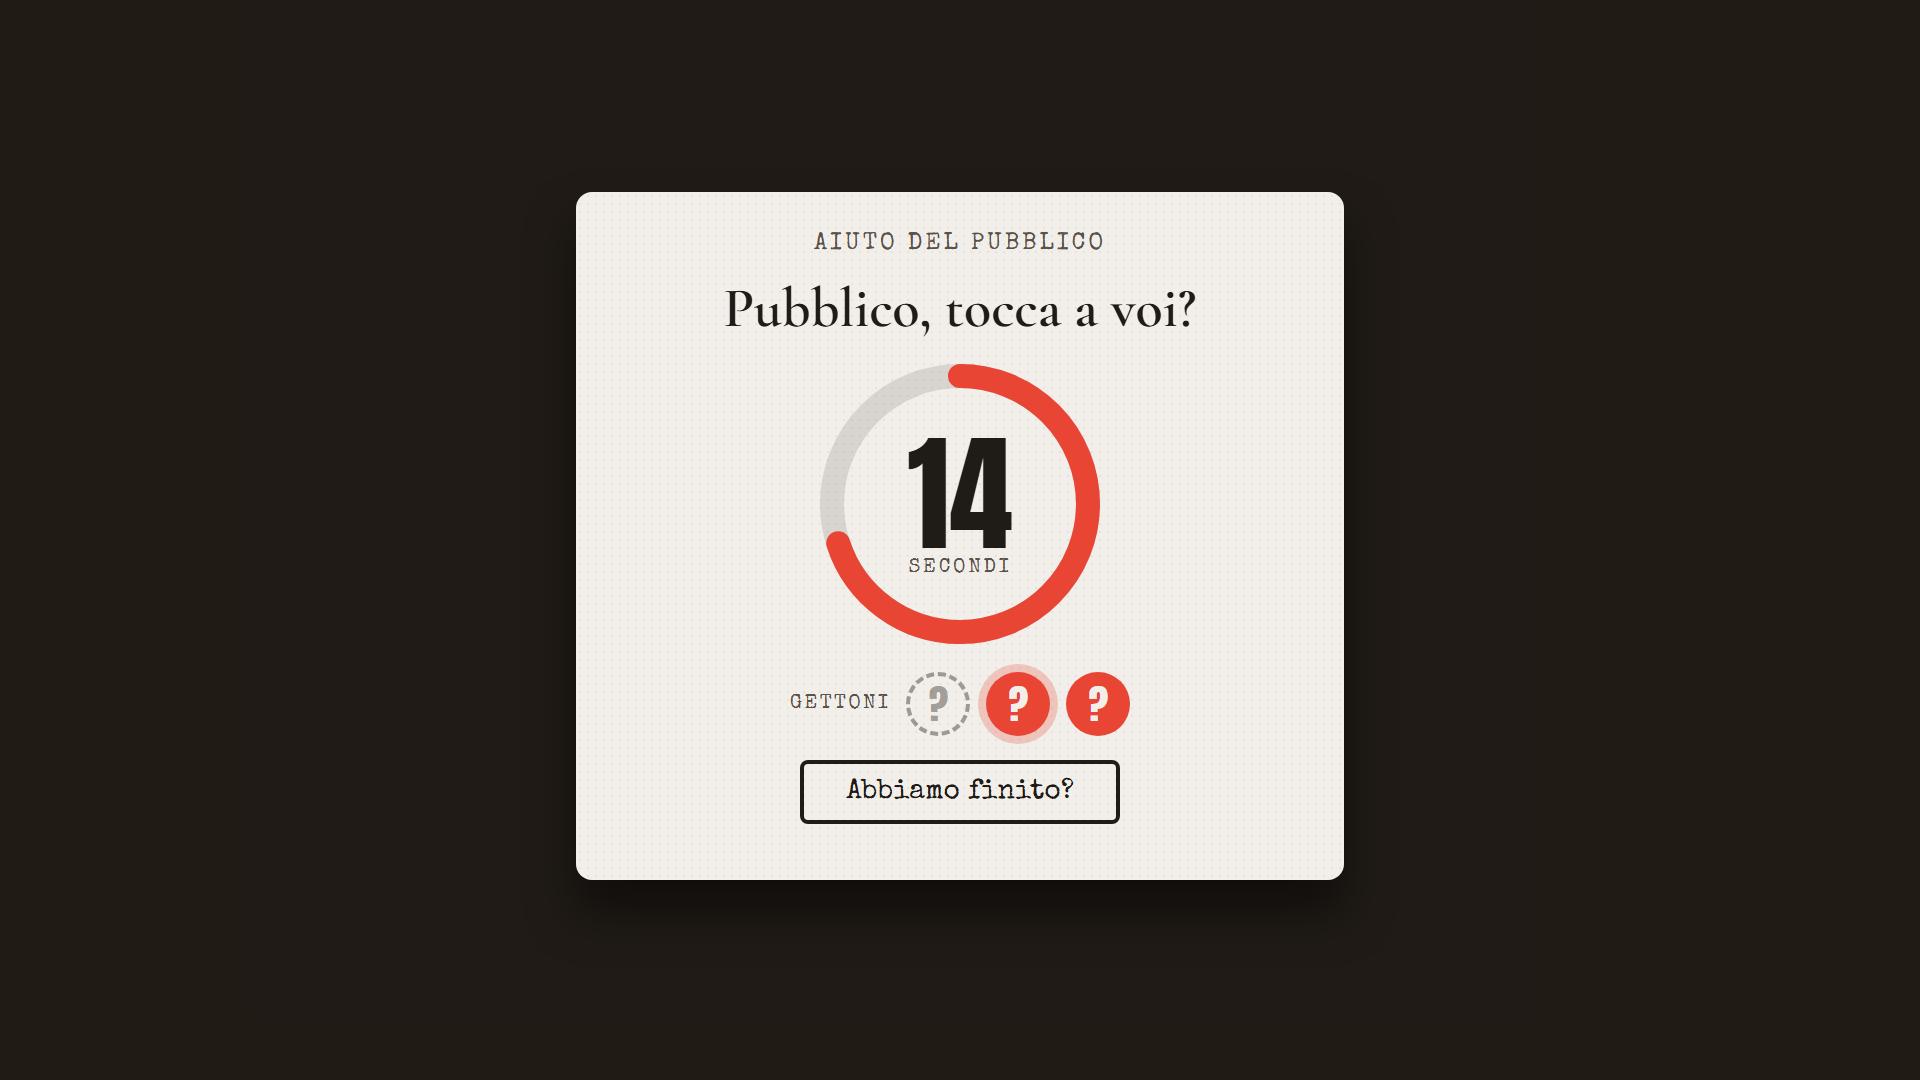 AIUTO DEL PUBBLICO
Pubblico, tocca a voi?
14
SECONDI
GETTONI ? ? ?
Abbiamo finito?